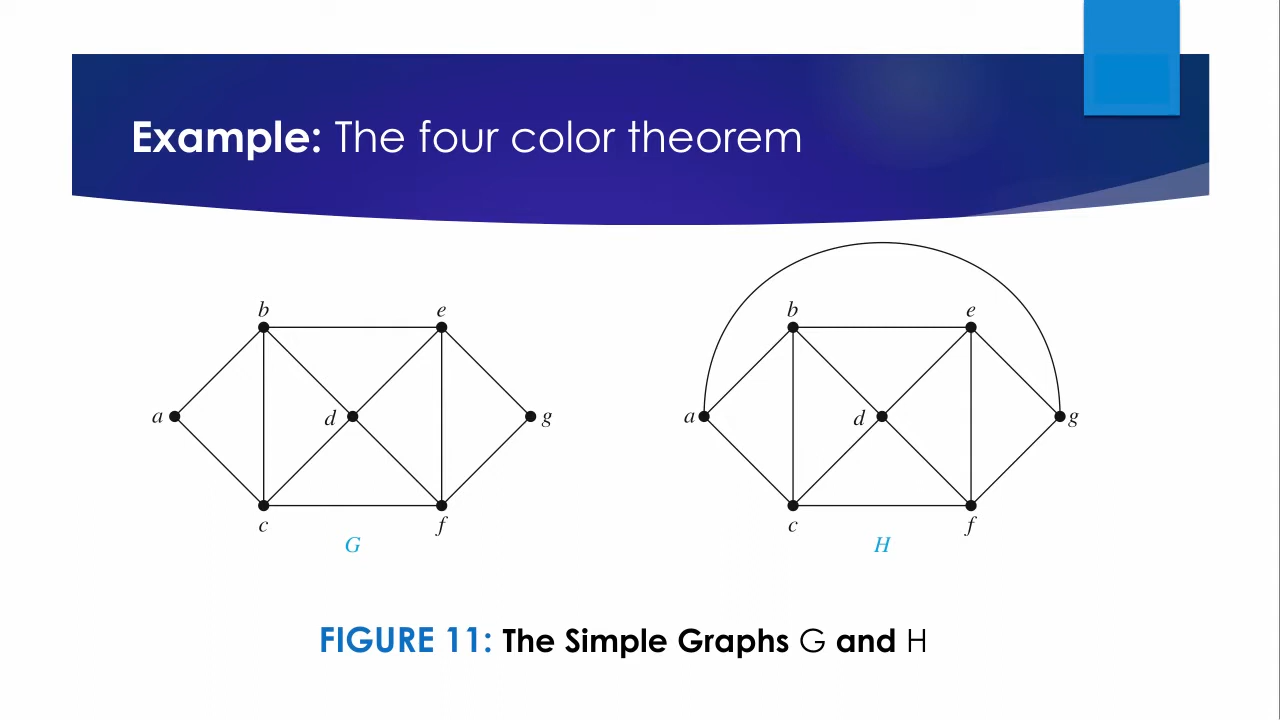 Example: The four color theorem
b e b e
a d g a d g
c f c f
G H
FIGURE 11: The Simple Graphs G and H